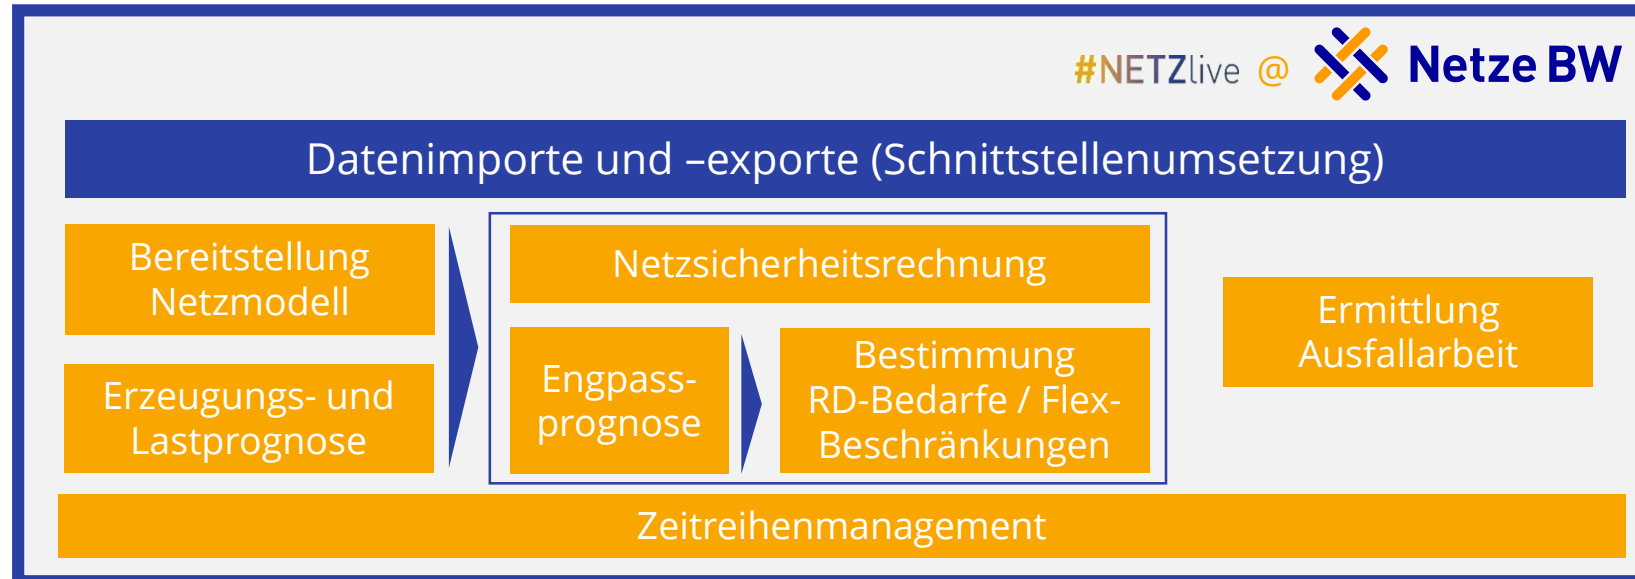 #NETZlive @ Netze BW
Datenimporte und –exporte (Schnittstellenumsetzung)
Bereitstellung
Netzmodell
Erzeugungs- und
Lastprognose
Netzsicherheitsrechnung
Engpass-
prognose
Bestimmung
RD-Bedarfe / Flex-
Beschränkungen
Ermittlung
Ausfallarbeit
Zeitreihenmanagement